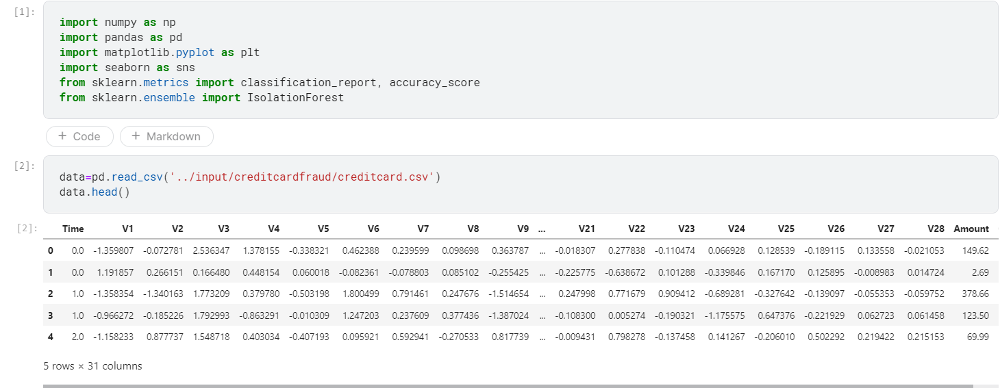 [1]:
import numpy as np
import pandas as pd
import matplotlib.pyplot as plt
import seaborn as sns
from sklearn.metrics import classification_report, accuracy_score
from sklearn.ensemble import IsolationForest
+ Code + Markdown
[2]:
data=pd.read_csv('../input/creditcardfraud/creditcard.csv')
data.head()
[2]:
Time V1 V2 V3 V4 V5 V6 V7 V8 V9 ... V21 V22 V23 V24 V25 V26 V27 V28 Amount
0 0.0 -1.359807 -0.072781 2.536347 1.378155 -0.338321 0.462388 0.239599 0.098698 0.363787 ... -0.018307 0.277838 -0.110474 0.066928 0.128539 -0.189115 0.133558 -0.021053 149.62
1 0.0 1.191857 0.266151 0.166480 0.448154 0.060018 -0.082361 -0.078803 0.085102 -0.255425 ... -0.225775 -0.638672 0.101288 -0.339846 0.167170 0.125895 -0.008983 0.014724 2.69
2 1.0 -1.358354 -1.340163 1.773209 0.379780 -0.503198 1.800499 0.791461 0.247676 -1.514654 ... 0.247998 0.771679 0.909412 -0.689281 -0.327642 -0.139097 -0.055353 -0.059752 378.66
3 1.0 -0.966272 -0.185226 1.792993 -0.863291 -0.010309 1.247203 0.237609 0.377436 -1.387024 ... -0.108300 0.005274 -0.190321 -1.175575 0.647376 -0.221929 0.062723 0.061458 123.50
4 2.0 -1.158233 0.877737 1.548718 0.403034 -0.407193 0.095921 0.592941 -0.270533 0.817739 ... -0.009431 0.798278 -0.137458 0.141267 -0.206010 0.502292 0.219422 0.215153 69.99
5 rows × 31 columns